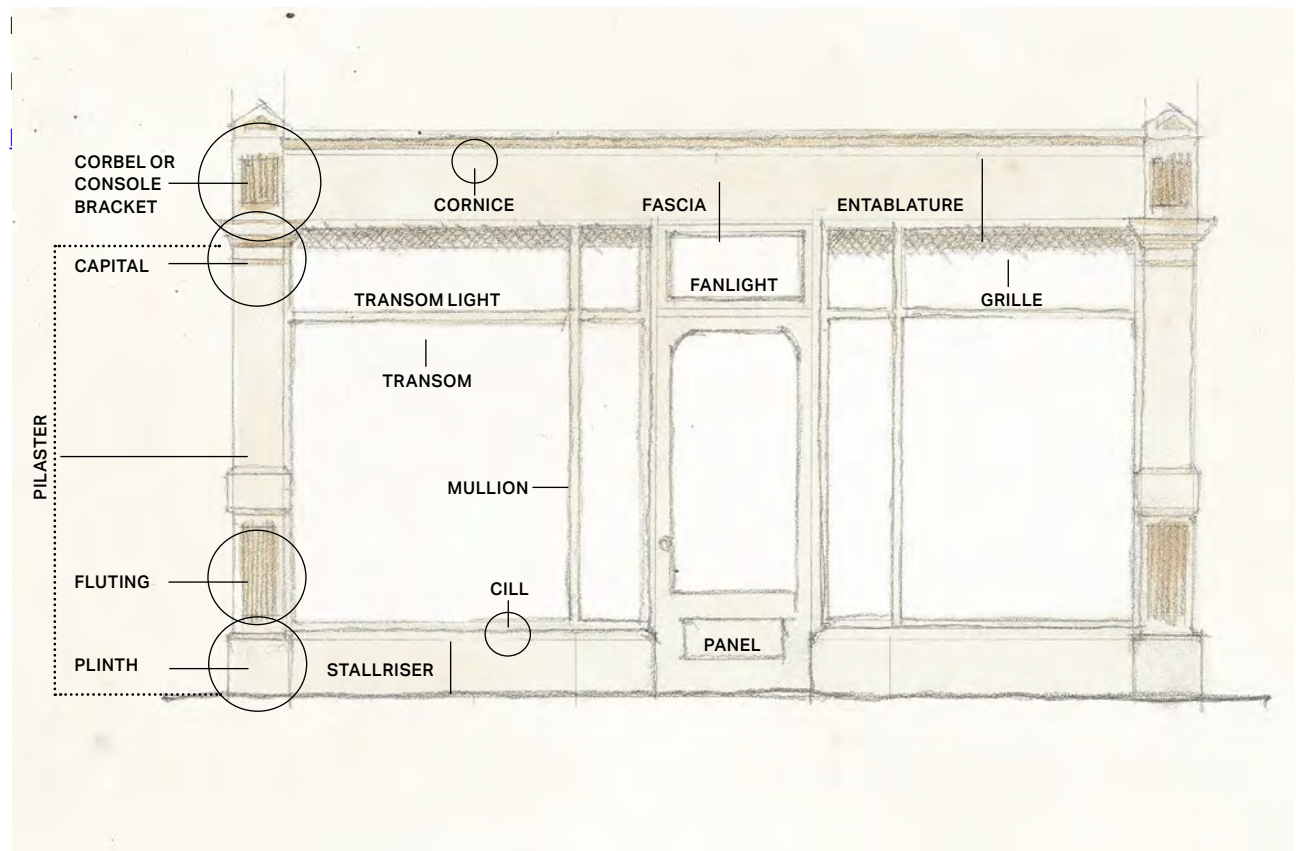 CORBEL OR
CONSOLE
BRACKET
CORNICE
FASCIA
ENTABLATURE
CAPITAL
FANLIGHT
TRANSOM LIGHT
GRILLE
TRANSOM
PILASTER
MULLION
FLUTING
CILL
PANEL
PLINTH
STALLRISER